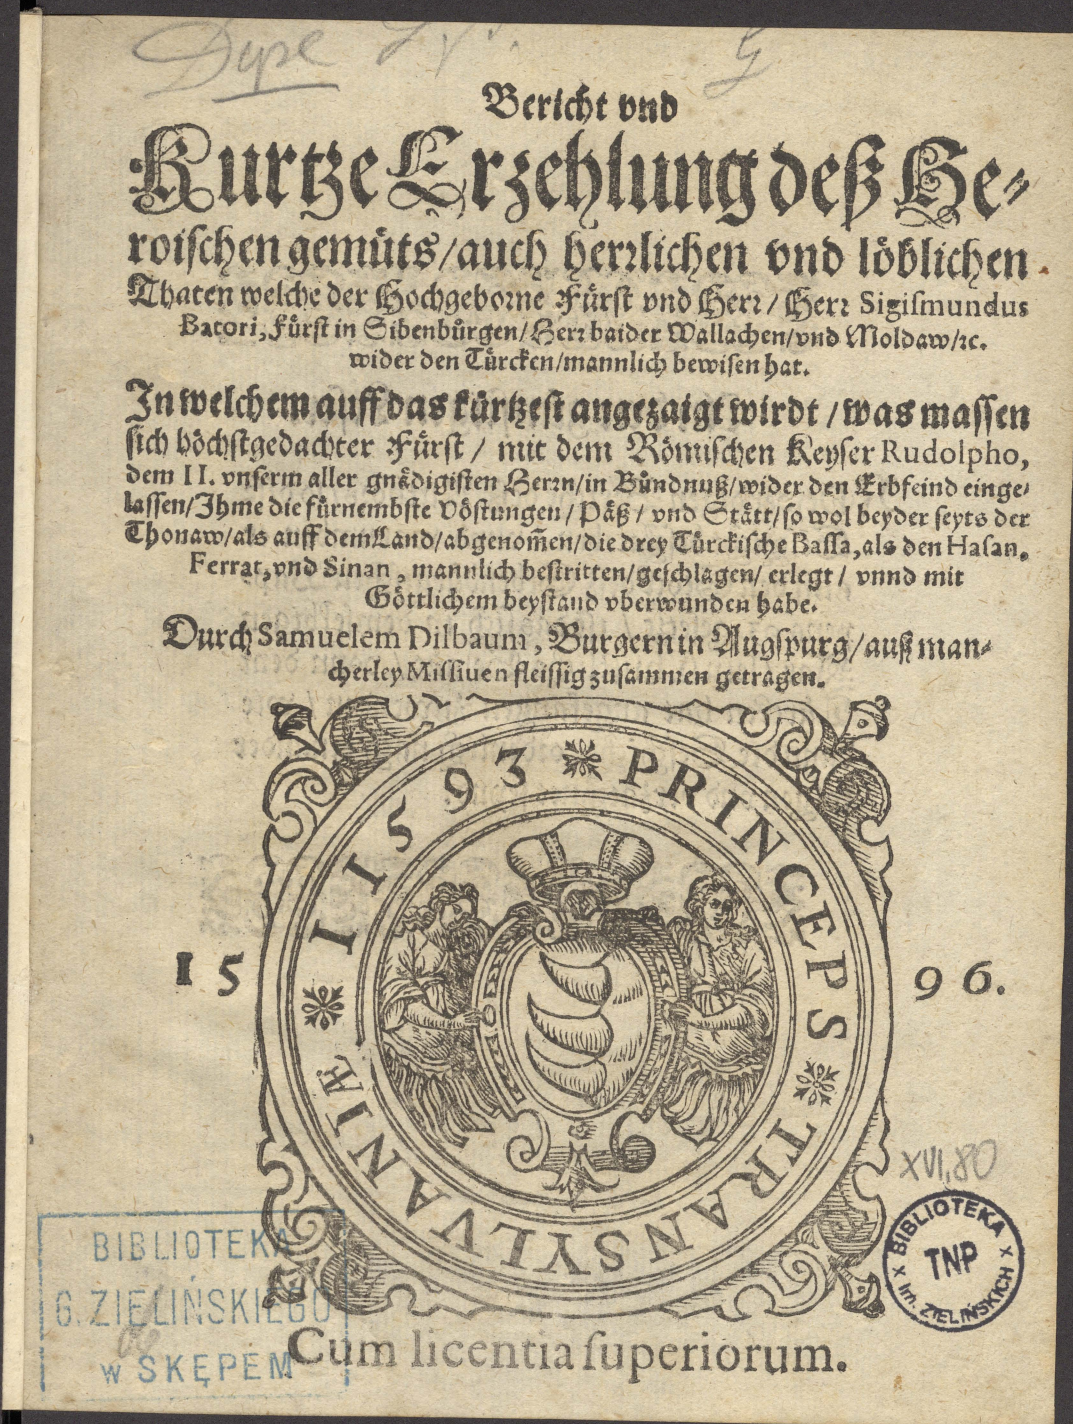 Dupl
Bericht vnd
Kurtze Erzehlung deß He-
roischen gemüts/auch herrlichen vnd löblichen
Thaten welche der Hochgeborne Fürst vnd Herr/ Herr Sigiſmundus
Batori, Fürst in Sibenbürgen/ Herr baider Wallachen/vnd Moldaw/ꝛc.
wider den Türcken/mannlich bewisen hat.
In welchem auff das kürtzest angezaigt wirdt/was massen
sich höchstgedachter Fürst/ mit dem Römischen Keyser Rudolpho,
dem II. vnserm aller gnädigisten Herrn/in Bündnuß/wider den Erbfeind einge-
lassen/Ihme die fürnembste Vöstungen/ Päß/ vnd Stätt/so wol beyder seyts der
Thonaw/als auff dem Land/abgenom̄en/die drey Türckische Bassa, als den Hasan,
Ferrat, vnd Sinan, mannlich bestritten/geschlagen/ erlegt/ vnnd mit
Göttlichem beystand vberwunden habe.
Durch Samuelem Dilbaum, Burgern in Augspurg/auß man-
cherley Missiuen fleissig zusammen getragen.
1593 PRINCEPS TRANSYLVANIÆ II
15 96.
XVI,80
BIBLIOTEKA
TNP
im. ZIELIŃSKICH
BIBLIOTEKA
G. ZIELIŃSKIEGO
w SKĘPEM
Cum licentia ſuperiorum.